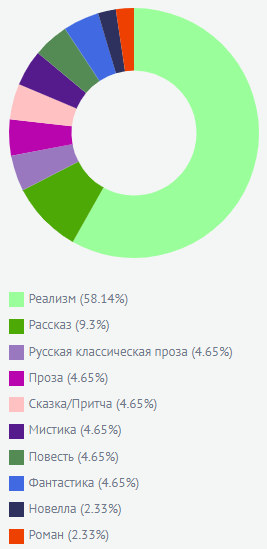 Реализм (58.14%)
Рассказ (9.3%)
Русская классическая проза (4.65%)
Проза (4.65%)
Сказка/Притча (4.65%)
Мистика (4.65%)
Повесть (4.65%)
Фантастика (4.65%)
Новелла (2.33%)
Роман (2.33%)